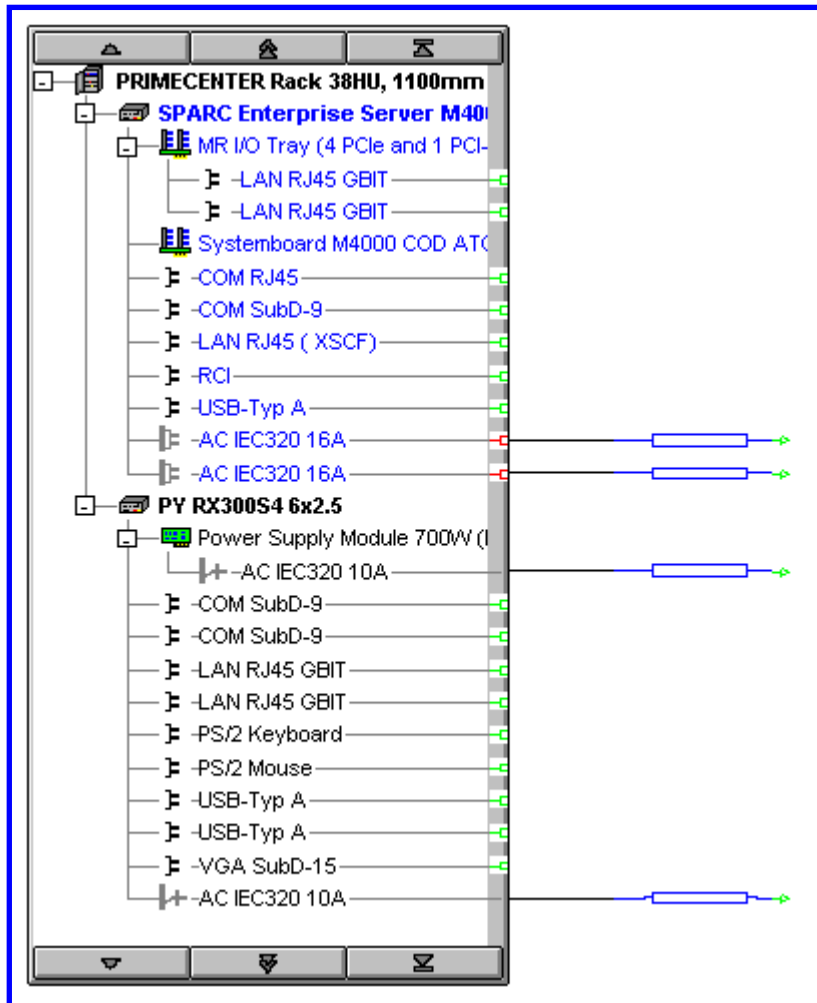 PRIMECENTER Rack 38HU, 1100mm
SPARC Enterprise Server M40
MR I/O Tray (4 PCIe and 1 PCI-
-LAN RJ45 GBIT
-LAN RJ45 GBIT
Systemboard M4000 COD ATO
-COM RJ45
-COM SubD-9
-LAN RJ45 ( XSCF)
-RCI
-USB-Typ A
-AC IEC320 16A
-AC IEC320 16A
PY RX300S4 6x2.5
Power Supply Module 700W (
-AC IEC320 10A
-COM SubD-9
-COM SubD-9
-LAN RJ45 GBIT
-LAN RJ45 GBIT
-PS/2 Keyboard
-PS/2 Mouse
-USB-Typ A
-USB-Typ A
-VGA SubD-15
-AC IEC320 10A